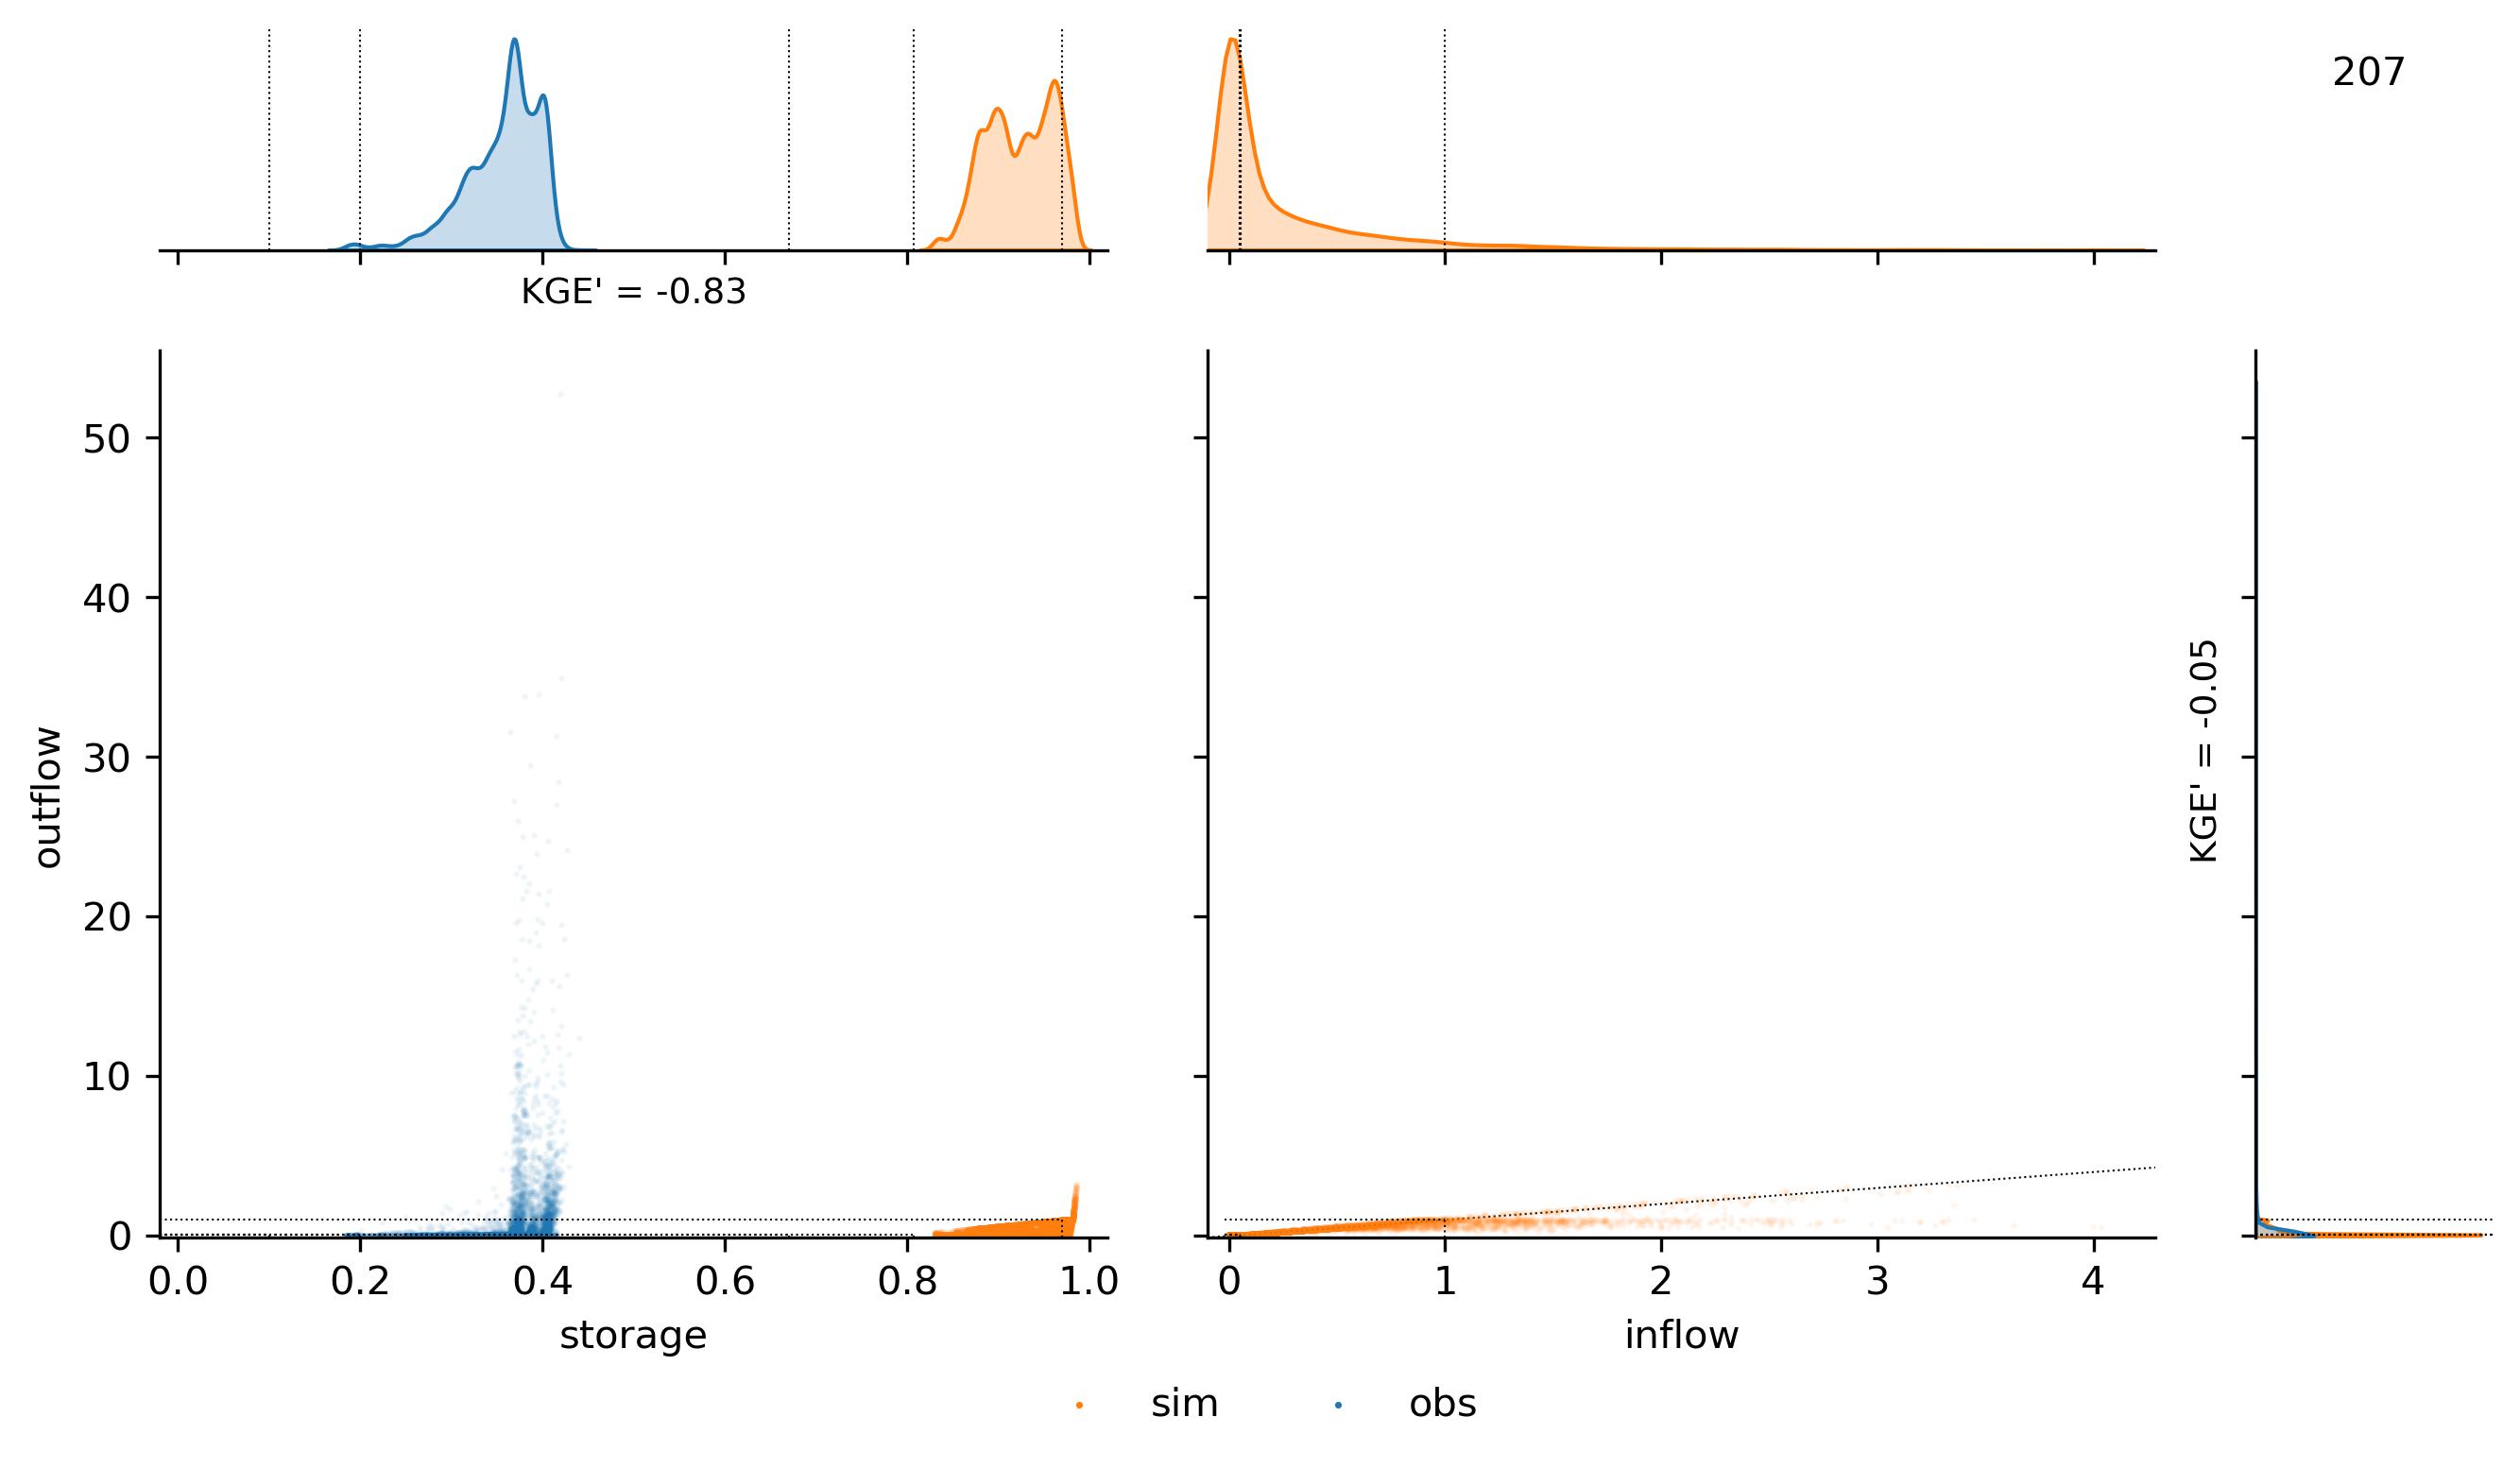 207
KGE' = -0.83
outflow
50
40
30
20
10
0
KGE' = -0.05
0.0 0.2 0.4 0.6 0.8 1.0
0 1 2 3 4
storage
inflow
sim obs